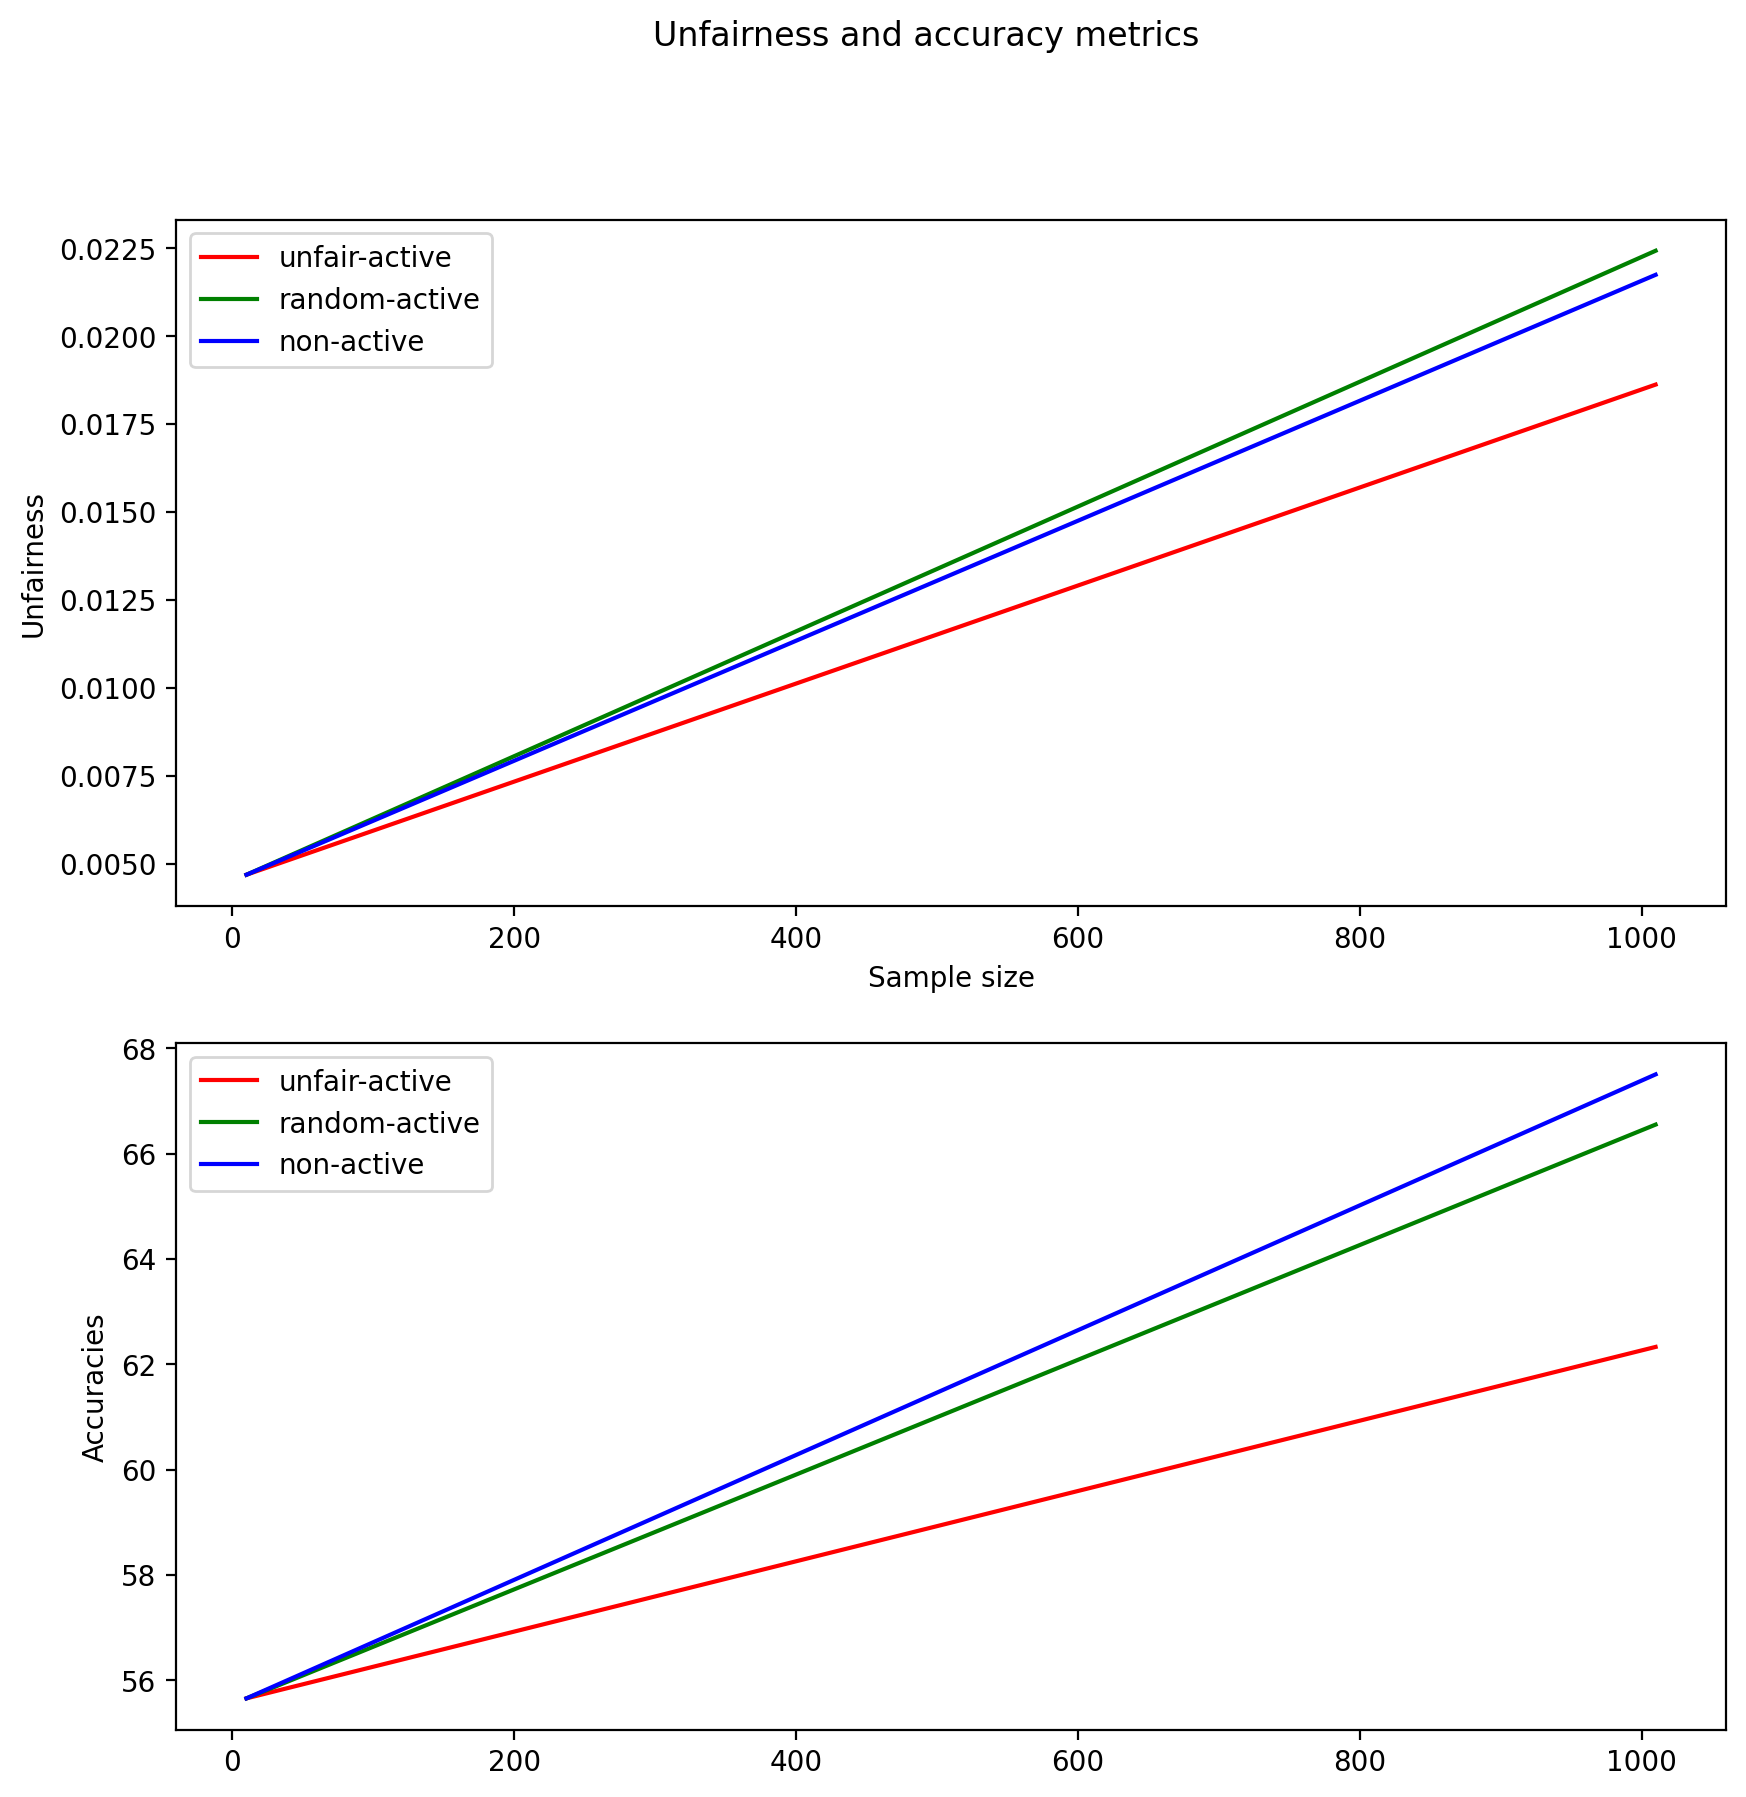 Unfairness and accuracy metrics
unfair-active
random-active
non-active
0.0225
0.0200
0.0175
0.0150
0.0125
0.0100
0.0075
0.0050
Unfairness
0 200 400 600 800 1000
Sample size
unfair-active
random-active
non-active
68
66
64
62
60
58
56
Accuracies
0 200 400 600 800 1000